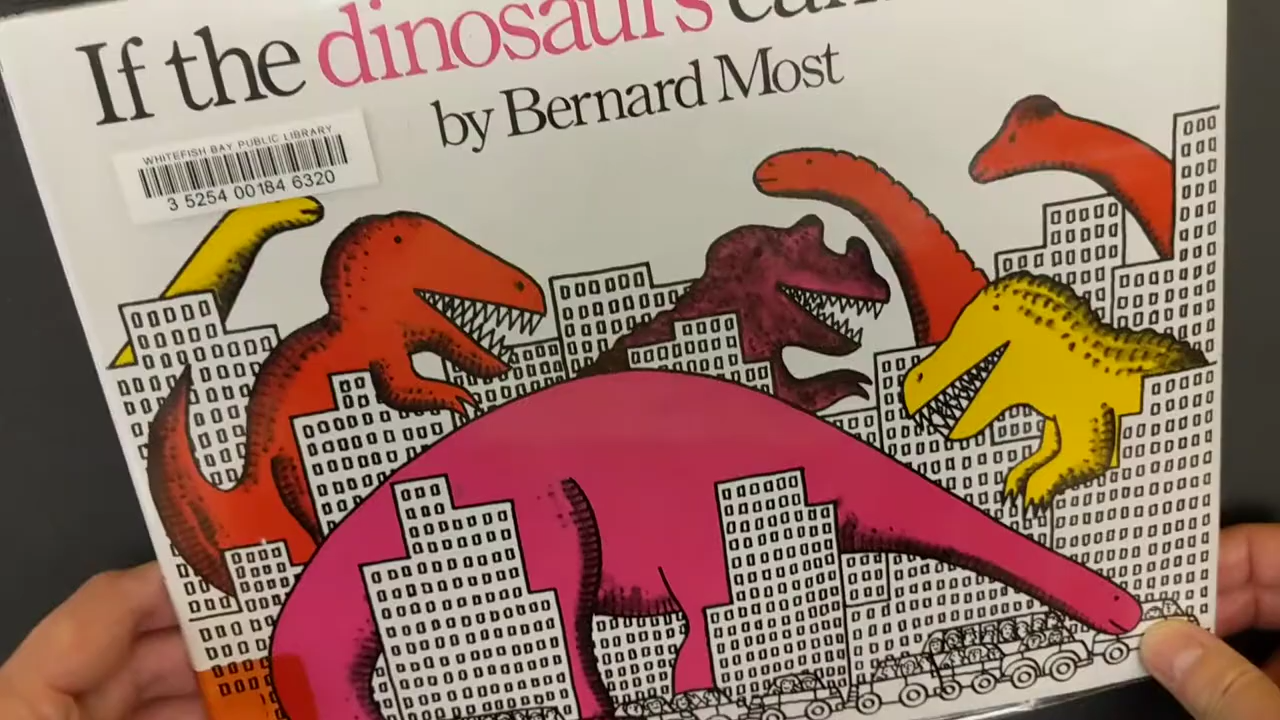 If the dinosaurs
by Bernard Most
WHITEFISH BAY PUBLIC LIBRARY
3 5254 00184 6320